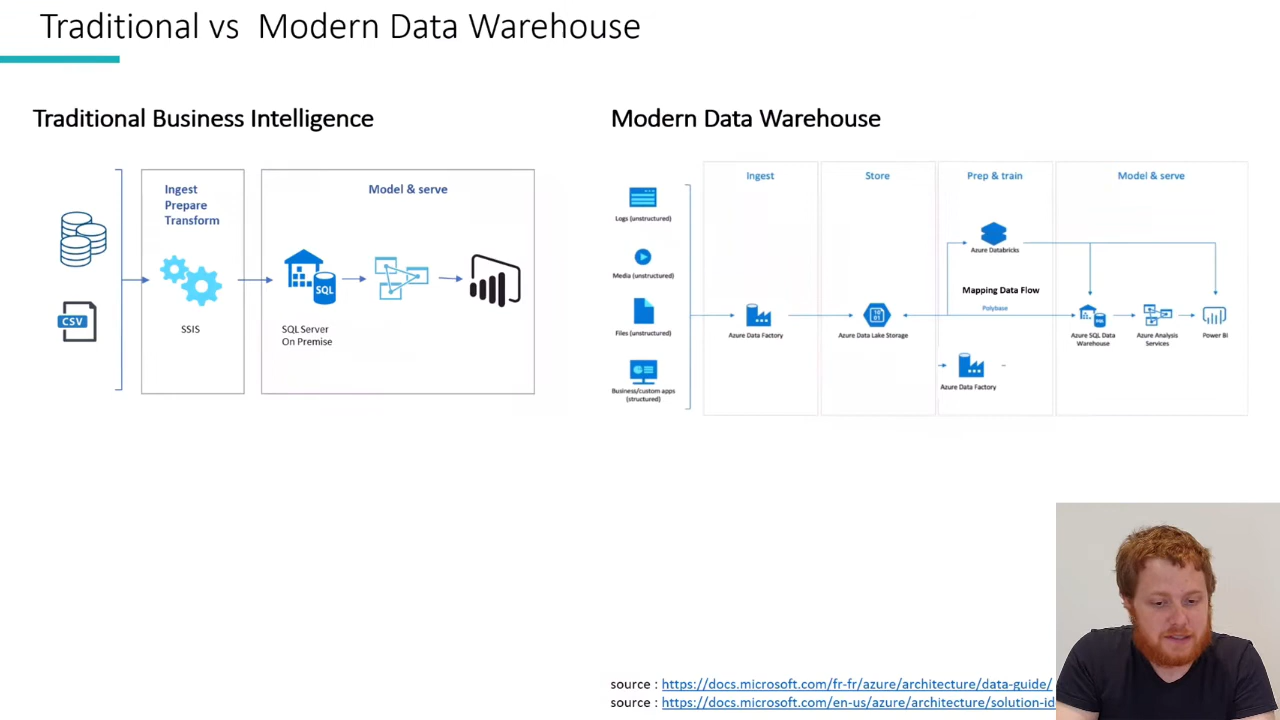 Traditional vs  Modern Data Warehouse
Traditional Business Intelligence
Ingest
Prepare
Transform
Model & serve
CSV
SQL
SSIS
SQL Server
On Premise
Modern Data Warehouse
Ingest
Store
Prep & train
Model & serve
Logs (unstructured)
Media (unstructured)
Files (unstructured)
Business/custom apps
(structured)
Azure Data Factory
10
01
Azure Data Lake Storage
Azure Databricks
Mapping Data Flow
Polybase
Azure Data Factory
Azure SQL Data
Warehouse
Azure Analysis
Services
Power BI
source : https://docs.microsoft.com/fr-fr/azure/architecture/data-guide/
source : https://docs.microsoft.com/en-us/azure/architecture/solution-id